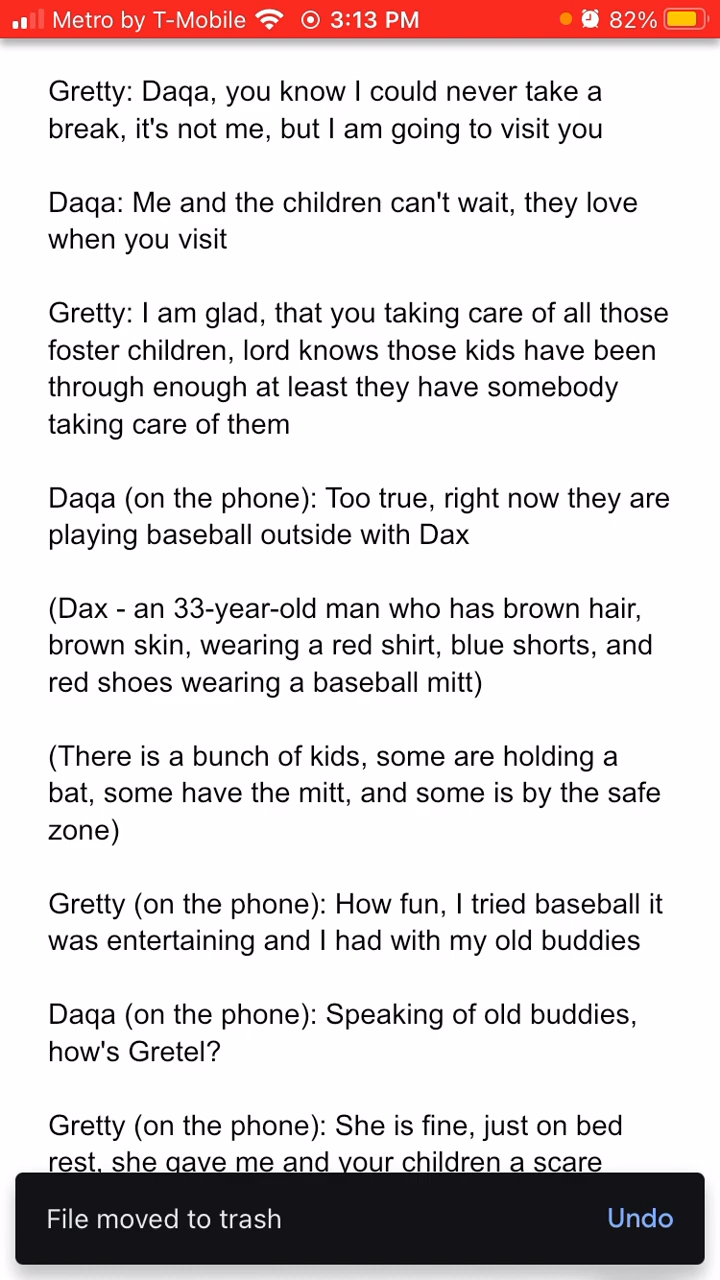 Metro by T-Mobile 3:13 PM 82%
Gretty: Daqa, you know I could never take a
break, it's not me, but I am going to visit you
Daqa: Me and the children can't wait, they love
when you visit
Gretty: I am glad, that you taking care of all those
foster children, lord knows those kids have been
through enough at least they have somebody
taking care of them
Daqa (on the phone): Too true, right now they are
playing baseball outside with Dax
(Dax - an 33-year-old man who has brown hair,
brown skin, wearing a red shirt, blue shorts, and
red shoes wearing a baseball mitt)
(There is a bunch of kids, some are holding a
bat, some have the mitt, and some is by the safe
zone)
Gretty (on the phone): How fun, I tried baseball it
was entertaining and I had with my old buddies
Daqa (on the phone): Speaking of old buddies,
how's Gretel?
Gretty (on the phone): She is fine, just on bed
rest, she gave me and your children a scare
File moved to trash Undo